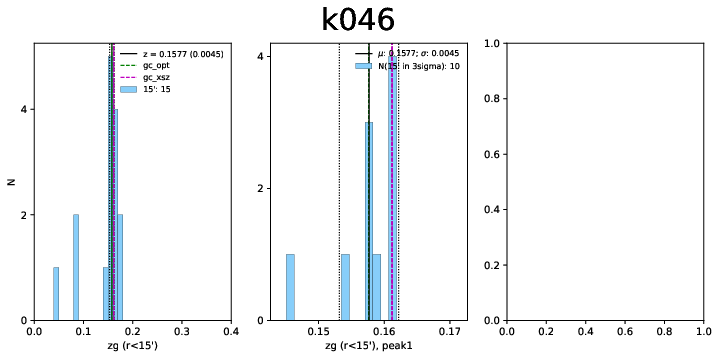 k046
z = 0.1577 (0.0045)
gc_opt
gc_xsz
15': 15
N
0
2
4
0.0 0.1 0.2 0.3 0.4
zg (r<15')
μ: 0.1577; σ: 0.0045
N(15' in 3sigma): 10
0
2
4
0.15 0.16 0.17
zg (r<15'), peak1
1.0
0.8
0.6
0.4
0.2
0.0
0.0 0.2 0.4 0.6 0.8 1.0